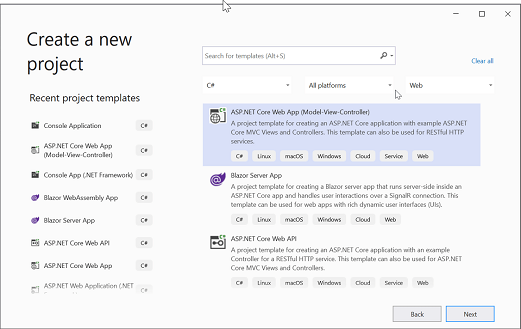 Create a new
project
Search for templates (Alt+S)
Clear all
C#
All platforms
Web
Recent project templates
Console Application
C#
ASP.NET Core Web App
(Model-View-Controller)
C#
Console App (.NET Framework)
C#
Blazor WebAssembly App
C#
Blazor Server App
C#
ASP.NET Core Web API
C#
ASP.NET Core Web App
C#
ASP.NET Web Application (.NET
C#
ASP.NET Core Web App (Model-View-Controller)
A project template for creating an ASP.NET Core application with example ASP.NET
Core MVC Views and Controllers. This template can also be used for RESTful HTTP
services.
C# Linux macOS Windows Cloud Service Web
Blazor Server App
A project template for creating a Blazor server app that runs server-side inside an
ASP.NET Core app and handles user interactions over a SignalR connection. This
template can be used for web apps with rich dynamic user interfaces (UIs).
C# Linux macOS Windows Cloud Web
ASP.NET Core Web API
A project template for creating an ASP.NET Core application with an example
Controller for a RESTful HTTP service. This template can also be used for ASP.NET
Core MVC Views and Controllers.
C# Linux macOS Windows Cloud Service Web
Back
Next